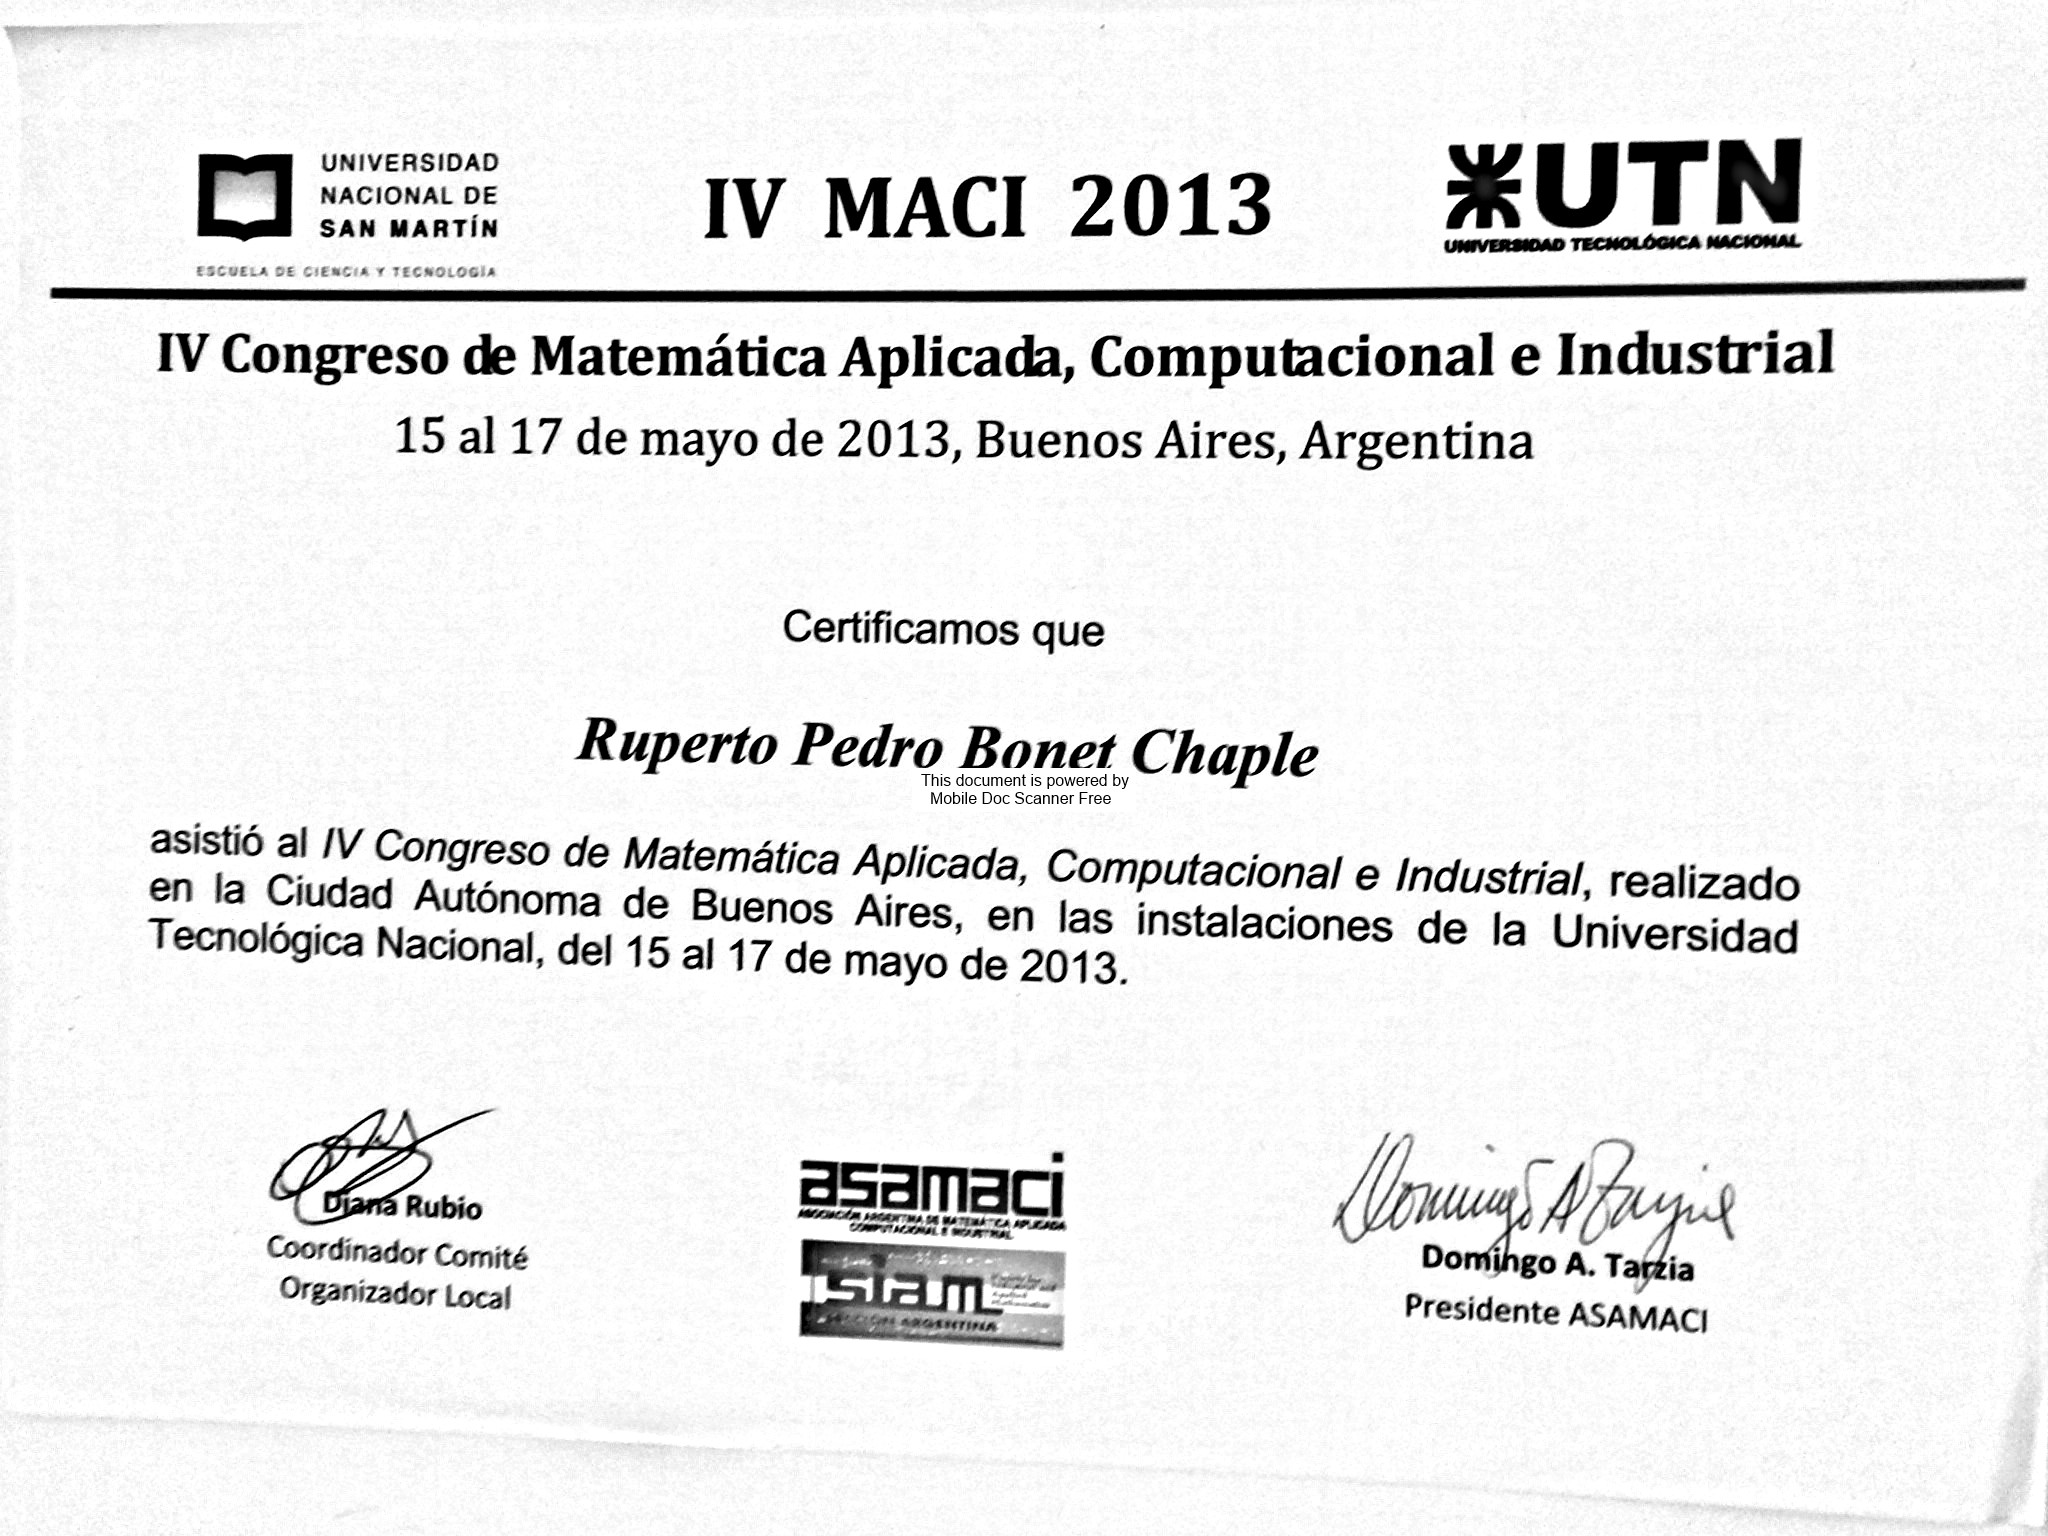 UNIVERSIDAD
NACIONAL DE
SAN MARTÍN
ESCUELA DE CIENCIA Y TECNOLOGÍA
IV MACI 2013
UTN
UNIVERSIDAD TECNOLÓGICA NACIONAL
IV Congreso de Matemática Aplicada, Computacional e Industrial
15 al 17 de mayo de 2013, Buenos Aires, Argentina
Certificamos que
Ruperto Pedro Bonet Chaple
This document is powered by
Mobile Doc Scanner Free
asistió al IV Congreso de Matemática Aplicada, Computacional e Industrial, realizado
en la Ciudad Autónoma de Buenos Aires, en las instalaciones de la Universidad
Tecnológica Nacional, del 15 al 17 de mayo de 2013.
Diana Rubio
Coordinador Comité
Organizador Local
asamaci
ASOCIACIÓN ARGENTINA DE MATEMÁTICA APLICADA
COMPUTACIONAL E INDUSTRIAL
siam
ARGENTINA
Domingo A Tarzia
Domingo A. Tarzia
Presidente ASAMACI